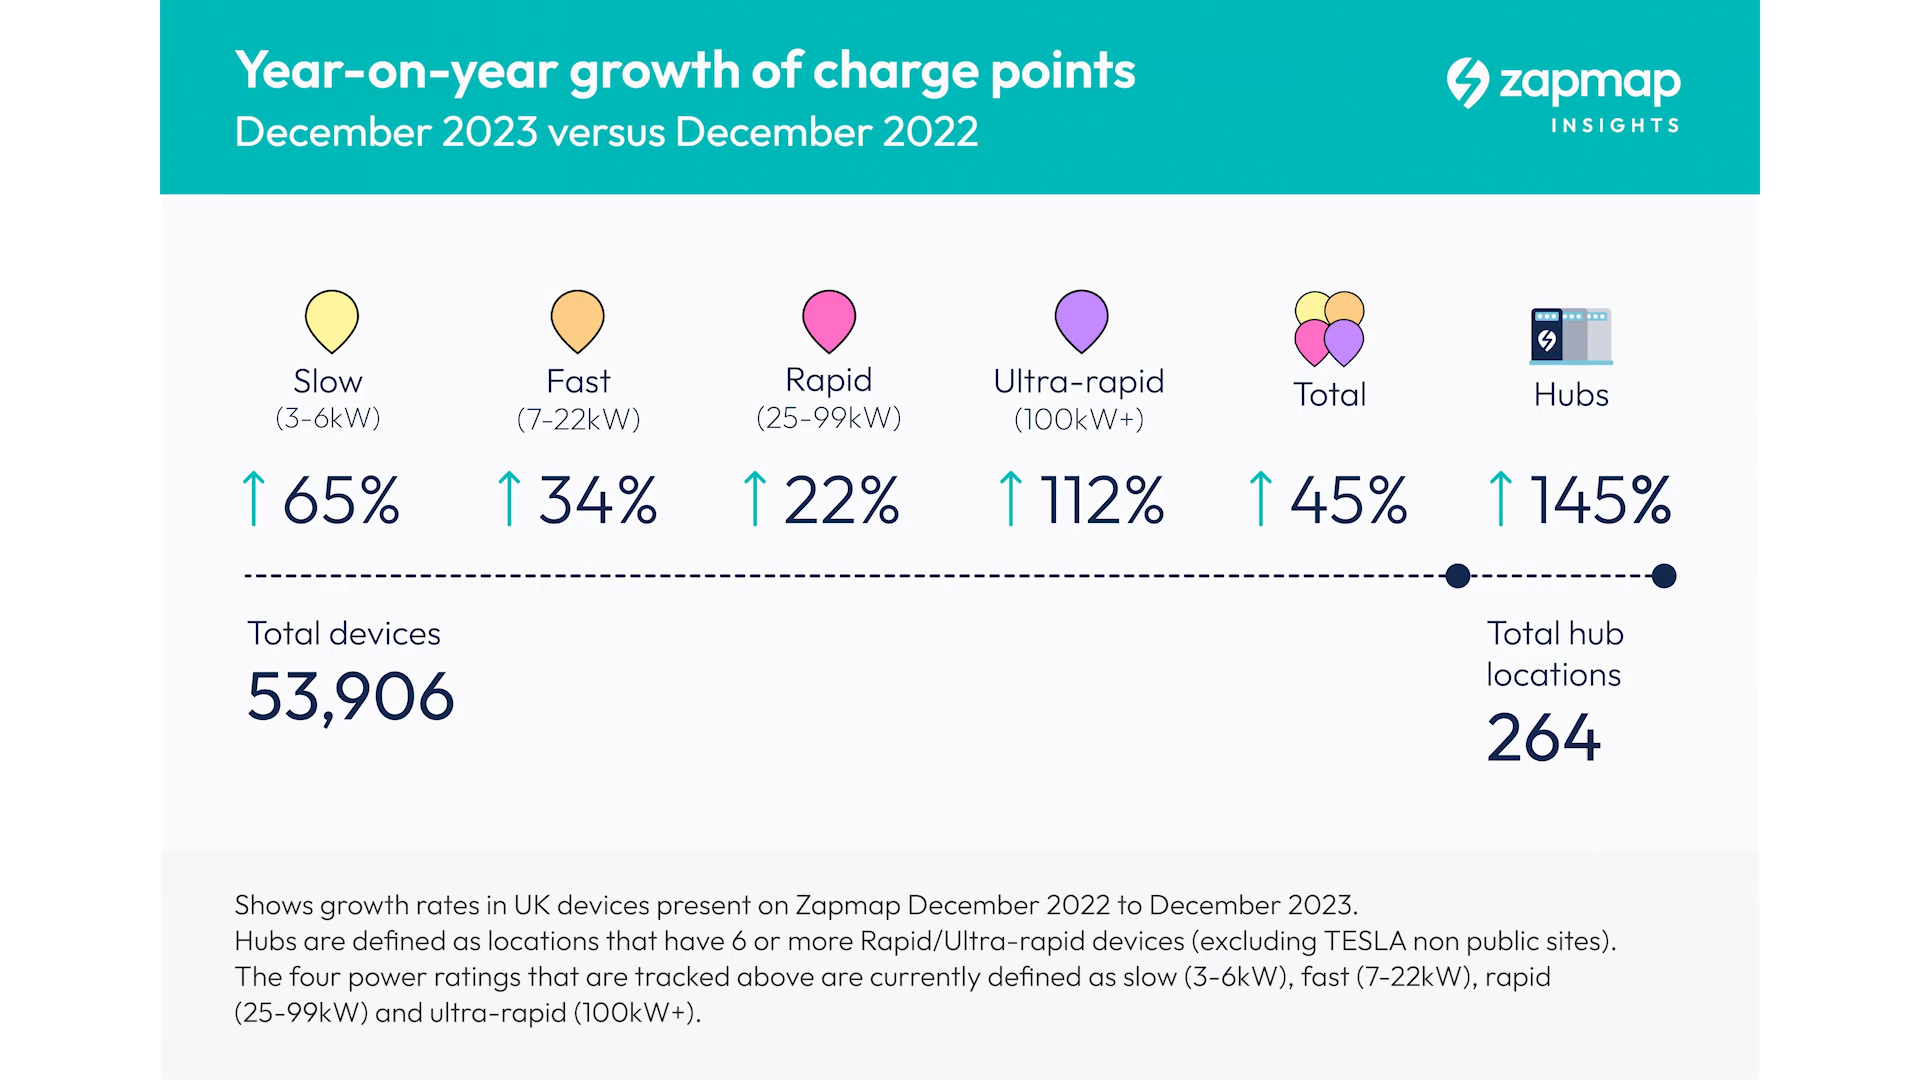 Year-on-year growth of charge points
December 2023 versus December 2022
zapmap
INSIGHTS
Slow
(3-6kW)
↑ 65%
Fast
(7-22kW)
↑ 34%
Rapid
(25-99kW)
↑ 22%
Ultra-rapid
(100kW+)
↑ 112%
Total
↑ 45%
Hubs
↑ 145%
Total devices
53,906
Total hub
locations
264
Shows growth rates in UK devices present on Zapmap December 2022 to December 2023.
Hubs are defined as locations that have 6 or more Rapid/Ultra-rapid devices (excluding TESLA non public sites).
The four power ratings that are tracked above are currently defined as slow (3-6kW), fast (7-22kW), rapid
(25-99kW) and ultra-rapid (100kW+).